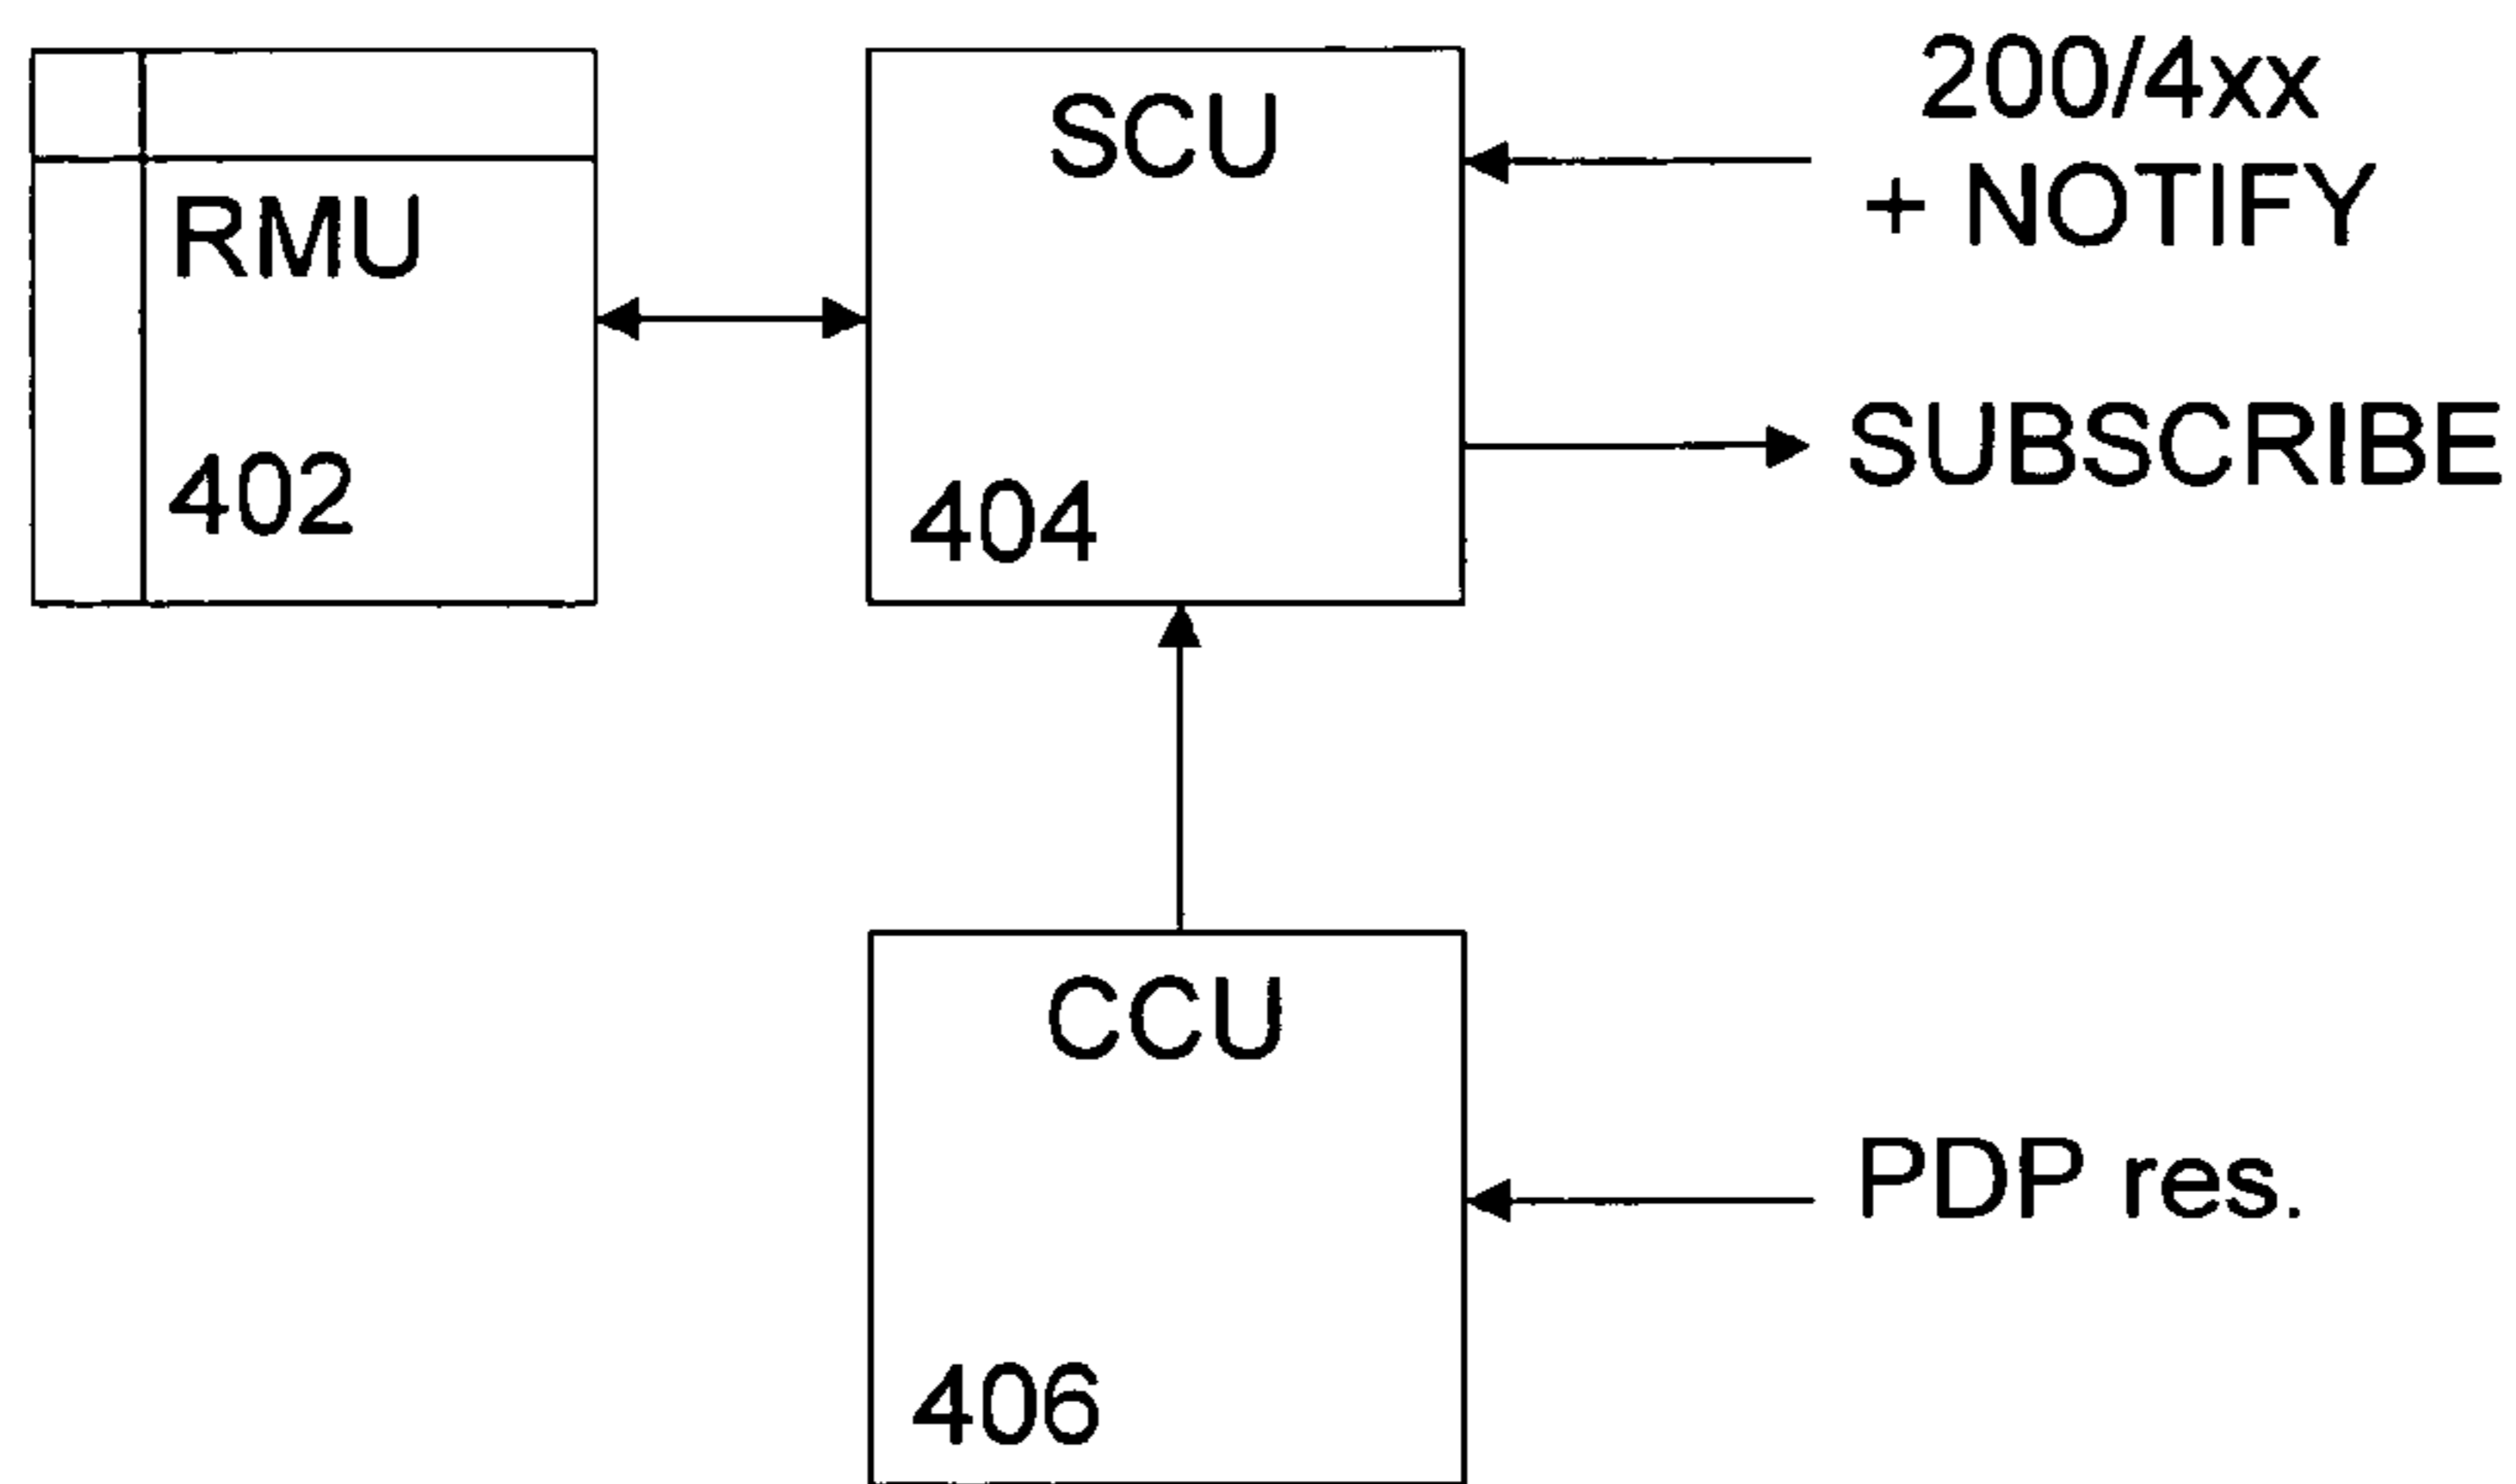 200/4xx
+ NOTIFY
SCU
RMU
SUBSCRIBE
402
404
CCU
PDP res.
406